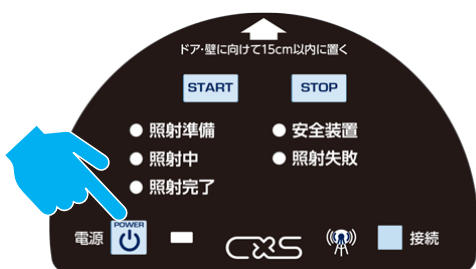 ドア・壁に向けて15cm以内に置く
START STOP
照射準備 安全装置
照射中 照射失敗
照射完了
POWER
電源 CXS 接続